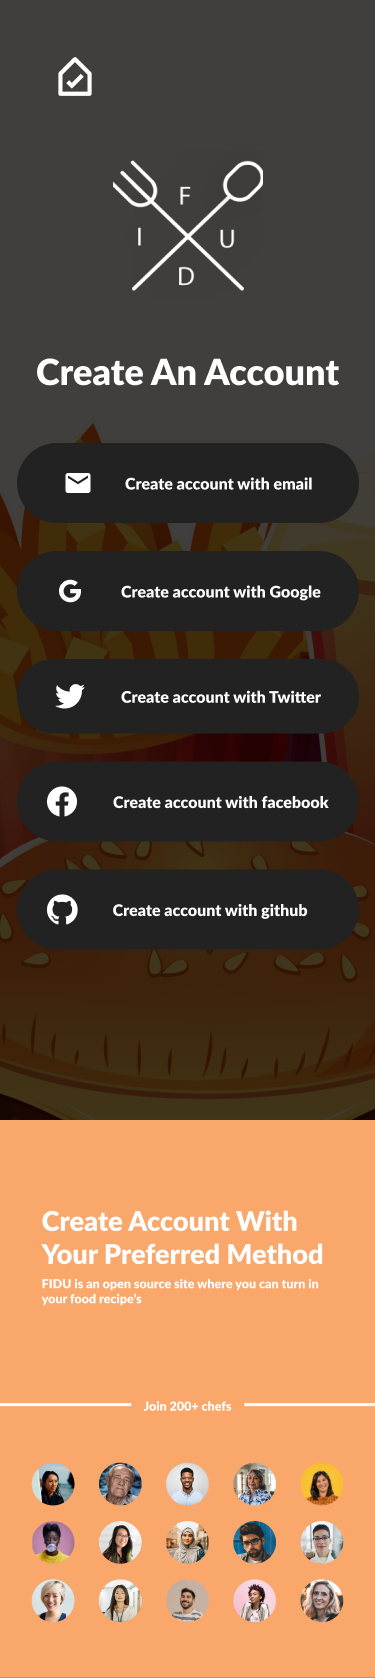 F
I U
D
Create An Account
Create account with email
Create account with Google
Create account with Twitter
Create account with facebook
Create account with github
Create Account With
Your Preferred Method
FIDU is an open source site where you can turn in
your food recipe's
Join 200+ chefs